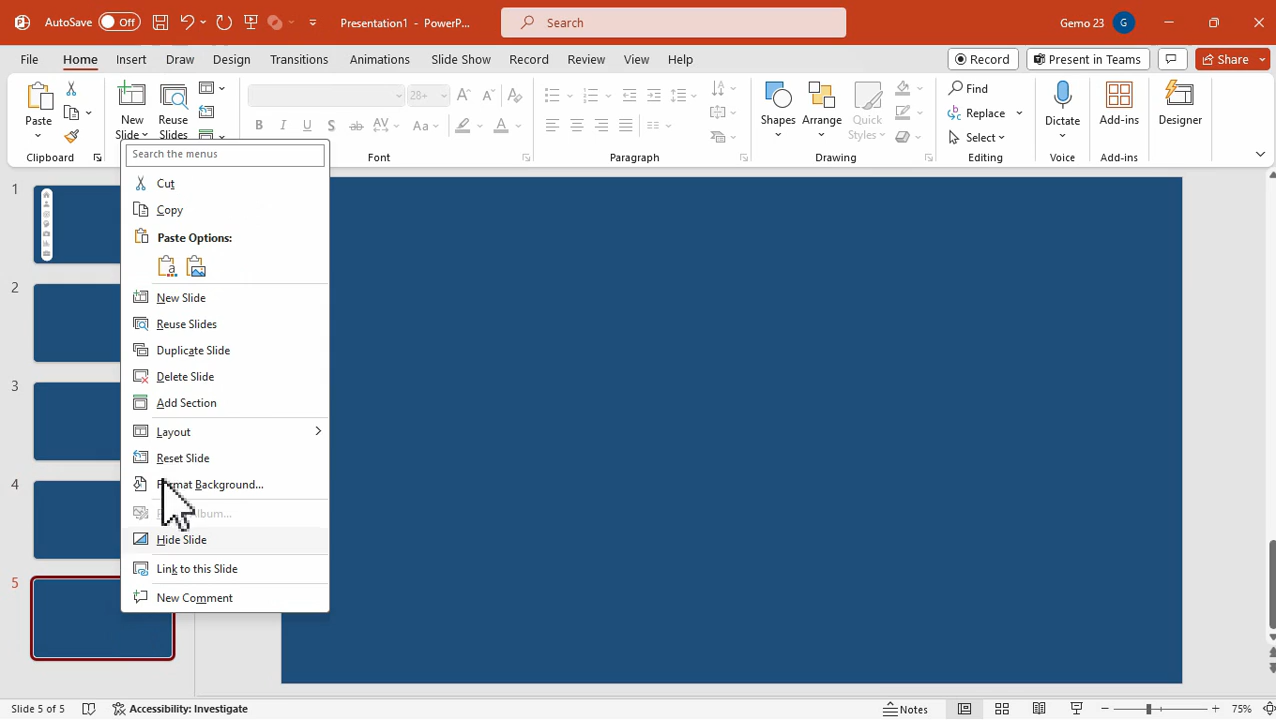 AutoSave Off Presentation1 - PowerP... Search Gemo 23 G
File Home Insert Draw Design Transitions Animations Slide Show Record Review View Help Record Present in Teams Share
Paste
New Slide
Reuse Slides
28+
B I U S ab AV Aa A
Shapes Arrange Quick Styles
Find
Replace
Select
Dictate
Add-ins
Designer
Clipboard Font Paragraph Drawing Editing Voice Add-ins
Search the menus
Cut
Copy
Paste Options:
New Slide
Reuse Slides
Duplicate Slide
Delete Slide
Add Section
Layout
Reset Slide
Format Background...
Hide Slide
Link to this Slide
New Comment
1
2
3
4
5
Slide 5 of 5 Accessibility: Investigate Notes 75%